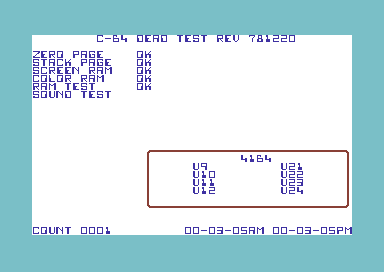 C-64 DEAD TEST REV 781220
ZERO PAGE OK
STACK PAGE OK
SCREEN RAM OK
COLOR RAM OK
RAM TEST OK
SOUND TEST
4164
U9 U21
U10 U22
U11 U23
U12 U24
COUNT 0001 00-03-05AM 00-03-05PM